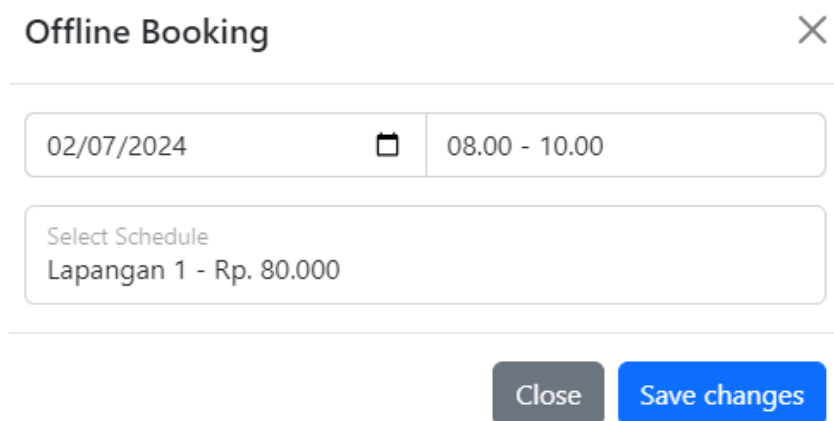 Offline Booking
02/07/2024 08.00 - 10.00
Select Schedule
Lapangan 1 - Rp. 80.000
Close Save changes